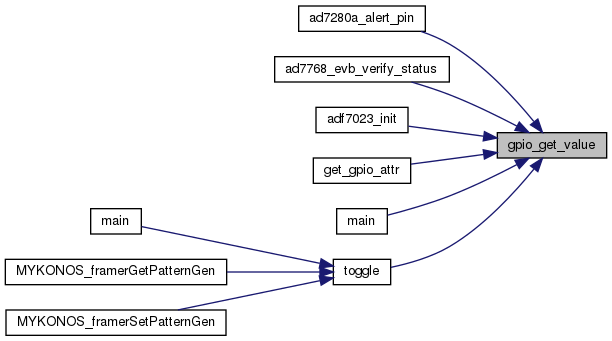 ad7280a_alert_pin
ad7768_evb_verify_status
adf7023_init
gpio_get_value
get_gpio_attr
main
main
MYKONOS_framerGetPatternGen
toggle
MYKONOS_framerSetPatternGen